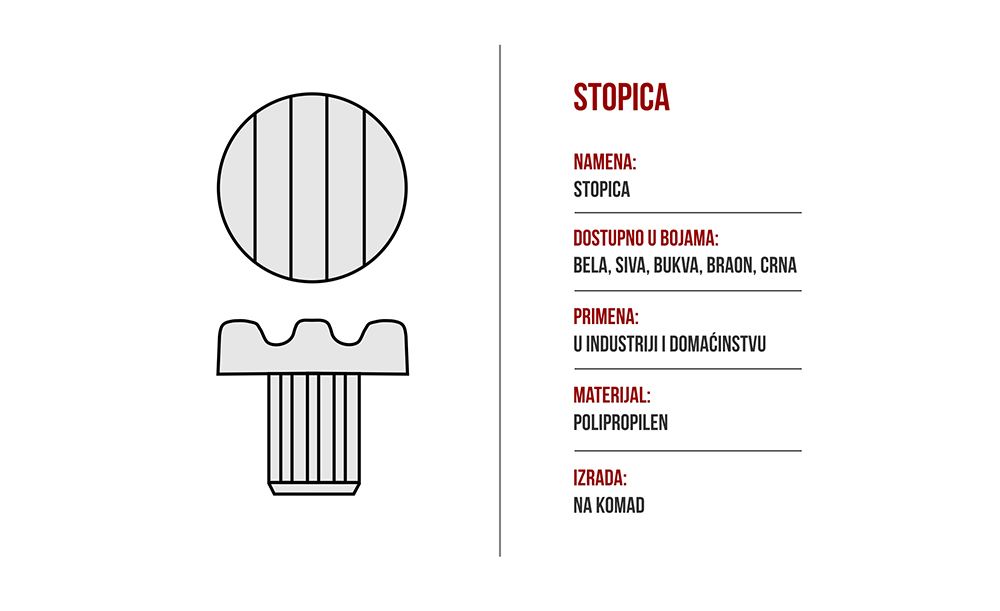 STOPICA
NAMENA:
STOPICA
DOSTUPNO U BOJAMA:
BELA, SIVA, BUKVA, BRAON, CRNA
PRIMENA:
U INDUSTRIJI I DOMAĆINSTVU
MATERIJAL:
POLIPROPILEN
IZRADA:
NA KOMAD